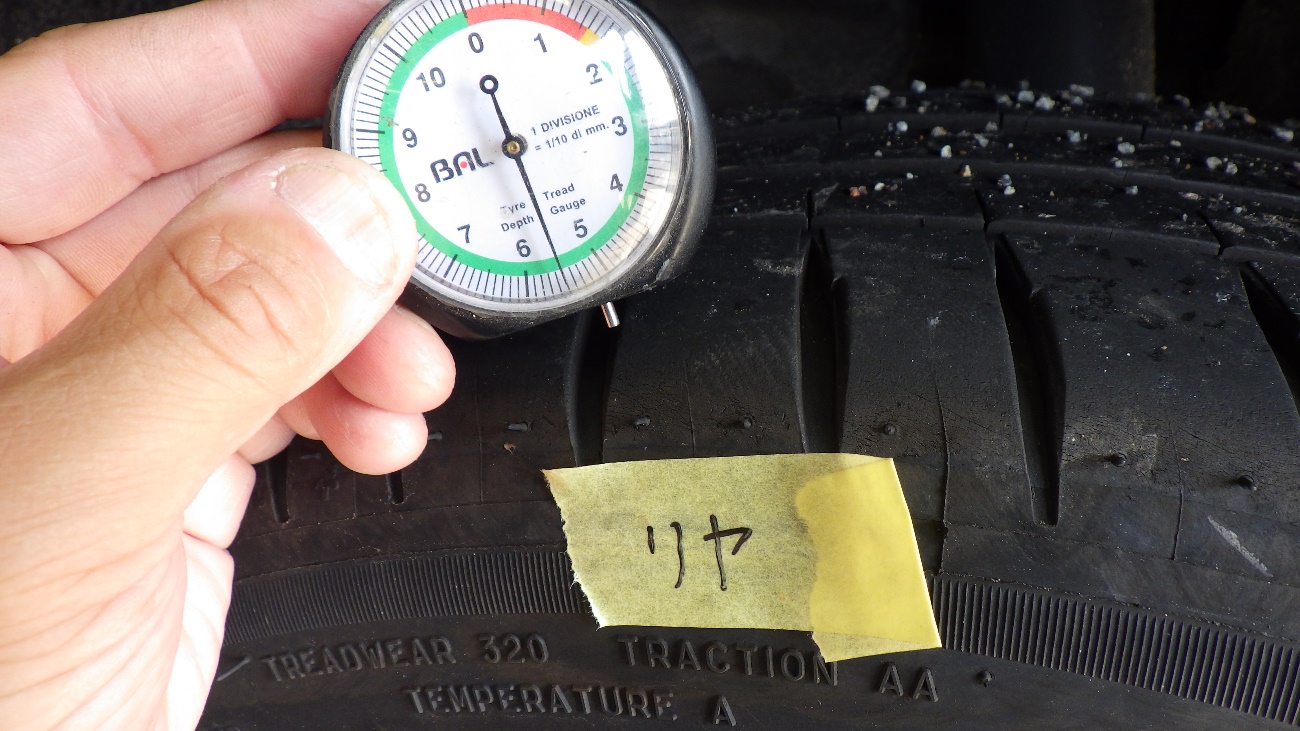 0
1
2
3
4
5
6
7
8
9
10
BAL
1 DIVISIONE
= 1/10 di mm.
Tyre Tread
Depth Gauge
リヤ
TREADWEAR 320 TRACTION AA
TEMPERATURE A